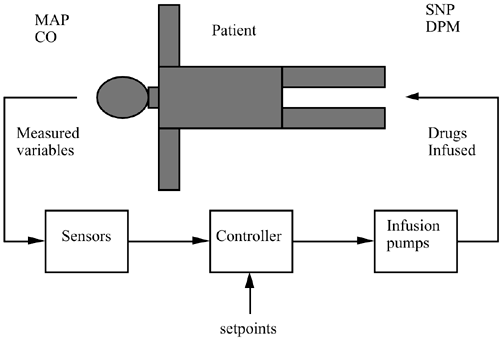 MAP
CO
Patient
SNP
DPM
Measured
variables
Drugs
Infused
Sensors
Controller
Infusion
pumps
setpoints